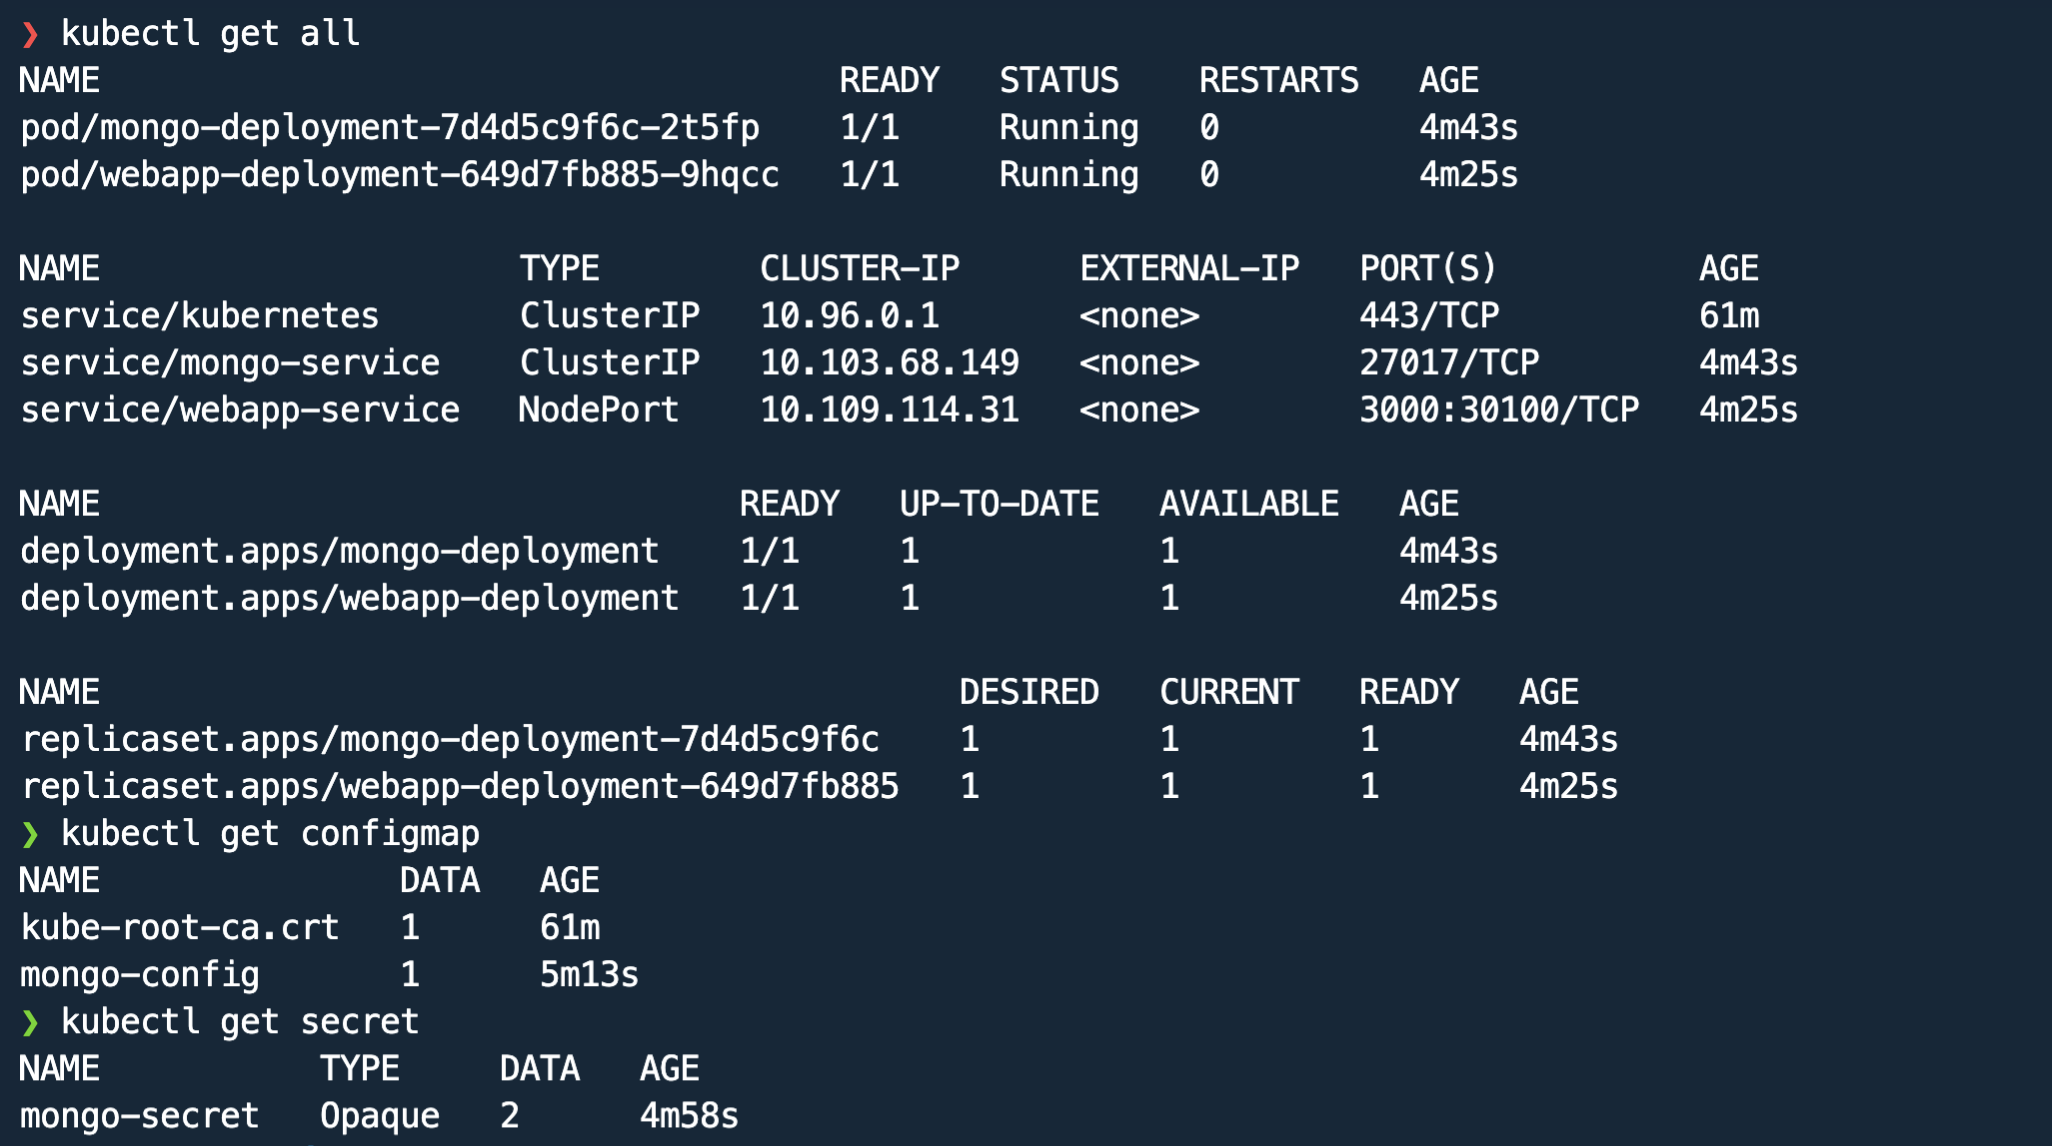 ❯ kubectl get all
NAME                                     READY   STATUS    RESTARTS   AGE
pod/mongo-deployment-7d4d5c9f6c-2t5fp    1/1     Running   0          4m43s
pod/webapp-deployment-649d7fb885-9hqcc   1/1     Running   0          4m25s

NAME                     TYPE        CLUSTER-IP      EXTERNAL-IP   PORT(S)          AGE
service/kubernetes       ClusterIP   10.96.0.1       <none>        443/TCP          61m
service/mongo-service    ClusterIP   10.103.68.149   <none>        27017/TCP        4m43s
service/webapp-service   NodePort    10.109.114.31   <none>        3000:30100/TCP   4m25s

NAME                                READY   UP-TO-DATE   AVAILABLE   AGE
deployment.apps/mongo-deployment    1/1     1            1           4m43s
deployment.apps/webapp-deployment   1/1     1            1           4m25s

NAME                                           DESIRED   CURRENT   READY   AGE
replicaset.apps/mongo-deployment-7d4d5c9f6c    1         1         1       4m43s
replicaset.apps/webapp-deployment-649d7fb885   1         1         1       4m25s
❯ kubectl get configmap
NAME               DATA   AGE
kube-root-ca.crt   1      61m
mongo-config       1      5m13s
❯ kubectl get secret
NAME           TYPE     DATA   AGE
mongo-secret   Opaque   2      4m58s